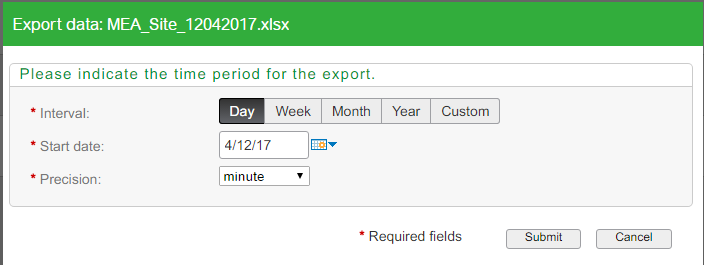 Export data: MEA_Site_12042017.xlsx
Please indicate the time period for the export.
* Interval: Day Week Month Year Custom
* Start date: 4/12/17
* Precision: minute
* Required fields Submit Cancel